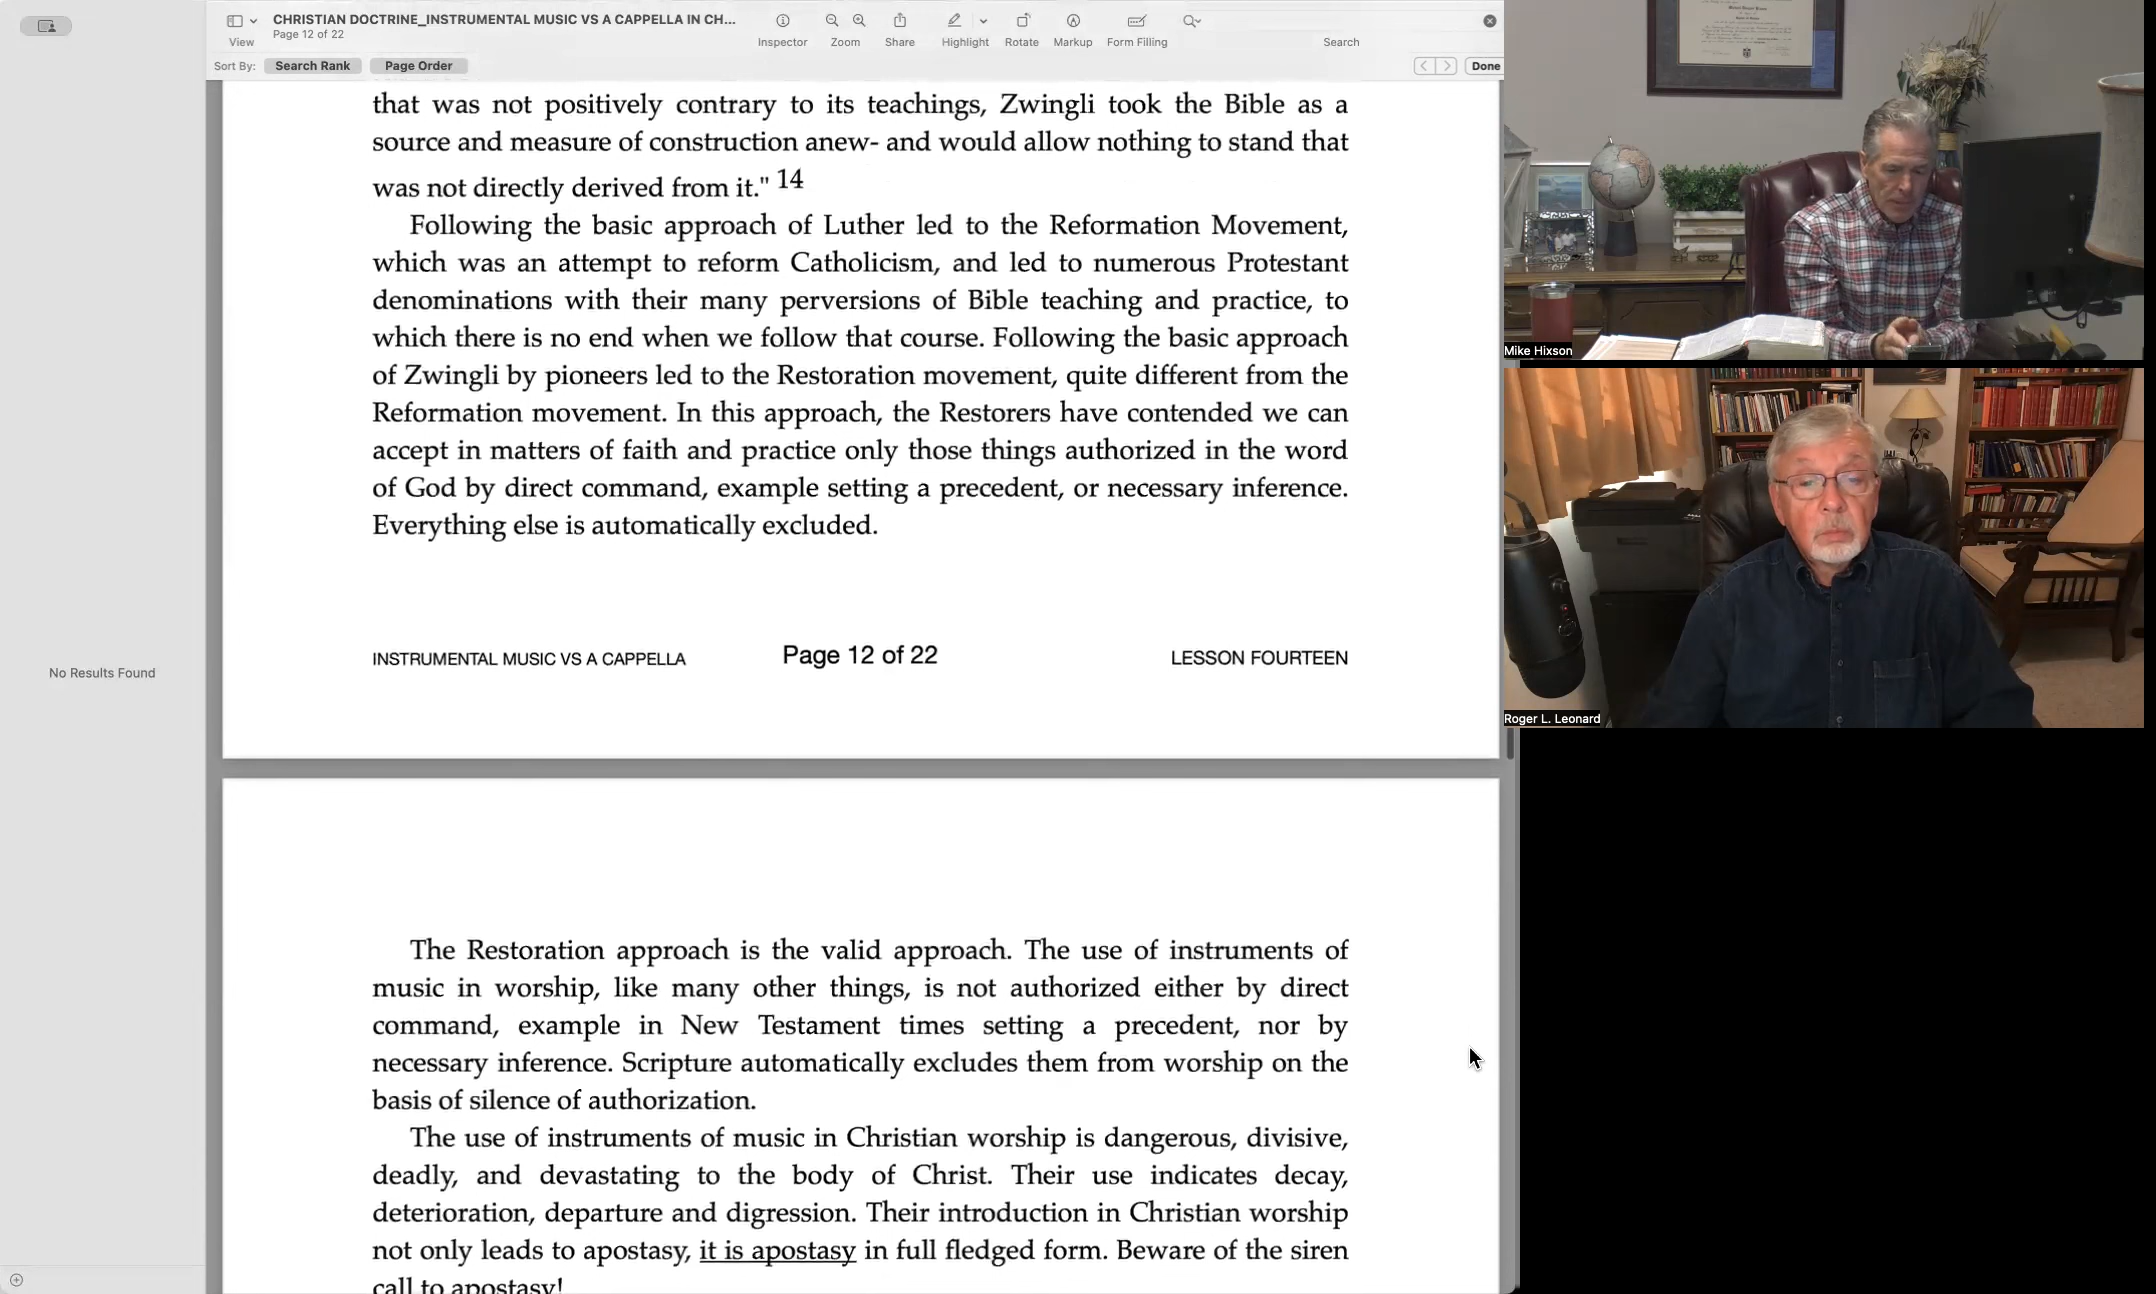 CHRISTIAN DOCTRINE_INSTRUMENTAL MUSIC VS A CAPPELLA IN CH...
Page 12 of 22
View
Inspector
Zoom
Share
Highlight
Rotate
Markup
Form Filling
Search
Sort By:
Search Rank
Page Order
Done
that was not positively contrary to its teachings, Zwingli took the Bible as a
source and measure of construction anew- and would allow nothing to stand that
was not directly derived from it." 14
Following the basic approach of Luther led to the Reformation Movement,
which was an attempt to reform Catholicism, and led to numerous Protestant
denominations with their many perversions of Bible teaching and practice, to
which there is no end when we follow that course. Following the basic approach
of Zwingli by pioneers led to the Restoration movement, quite different from the
Reformation movement. In this approach, the Restorers have contended we can
accept in matters of faith and practice only those things authorized in the word
of God by direct command, example setting a precedent, or necessary inference.
Everything else is automatically excluded.
INSTRUMENTAL MUSIC VS A CAPPELLA
Page 12 of 22
LESSON FOURTEEN
The Restoration approach is the valid approach. The use of instruments of
music in worship, like many other things, is not authorized either by direct
command, example in New Testament times setting a precedent, nor by
necessary inference. Scripture automatically excludes them from worship on the
basis of silence of authorization.
The use of instruments of music in Christian worship is dangerous, divisive,
deadly, and devastating to the body of Christ. Their use indicates decay,
deterioration, departure and digression. Their introduction in Christian worship
not only leads to apostasy, it is apostasy in full fledged form. Beware of the siren
call to apostasy!
No Results Found
Mike Hixson
Roger L. Leonard